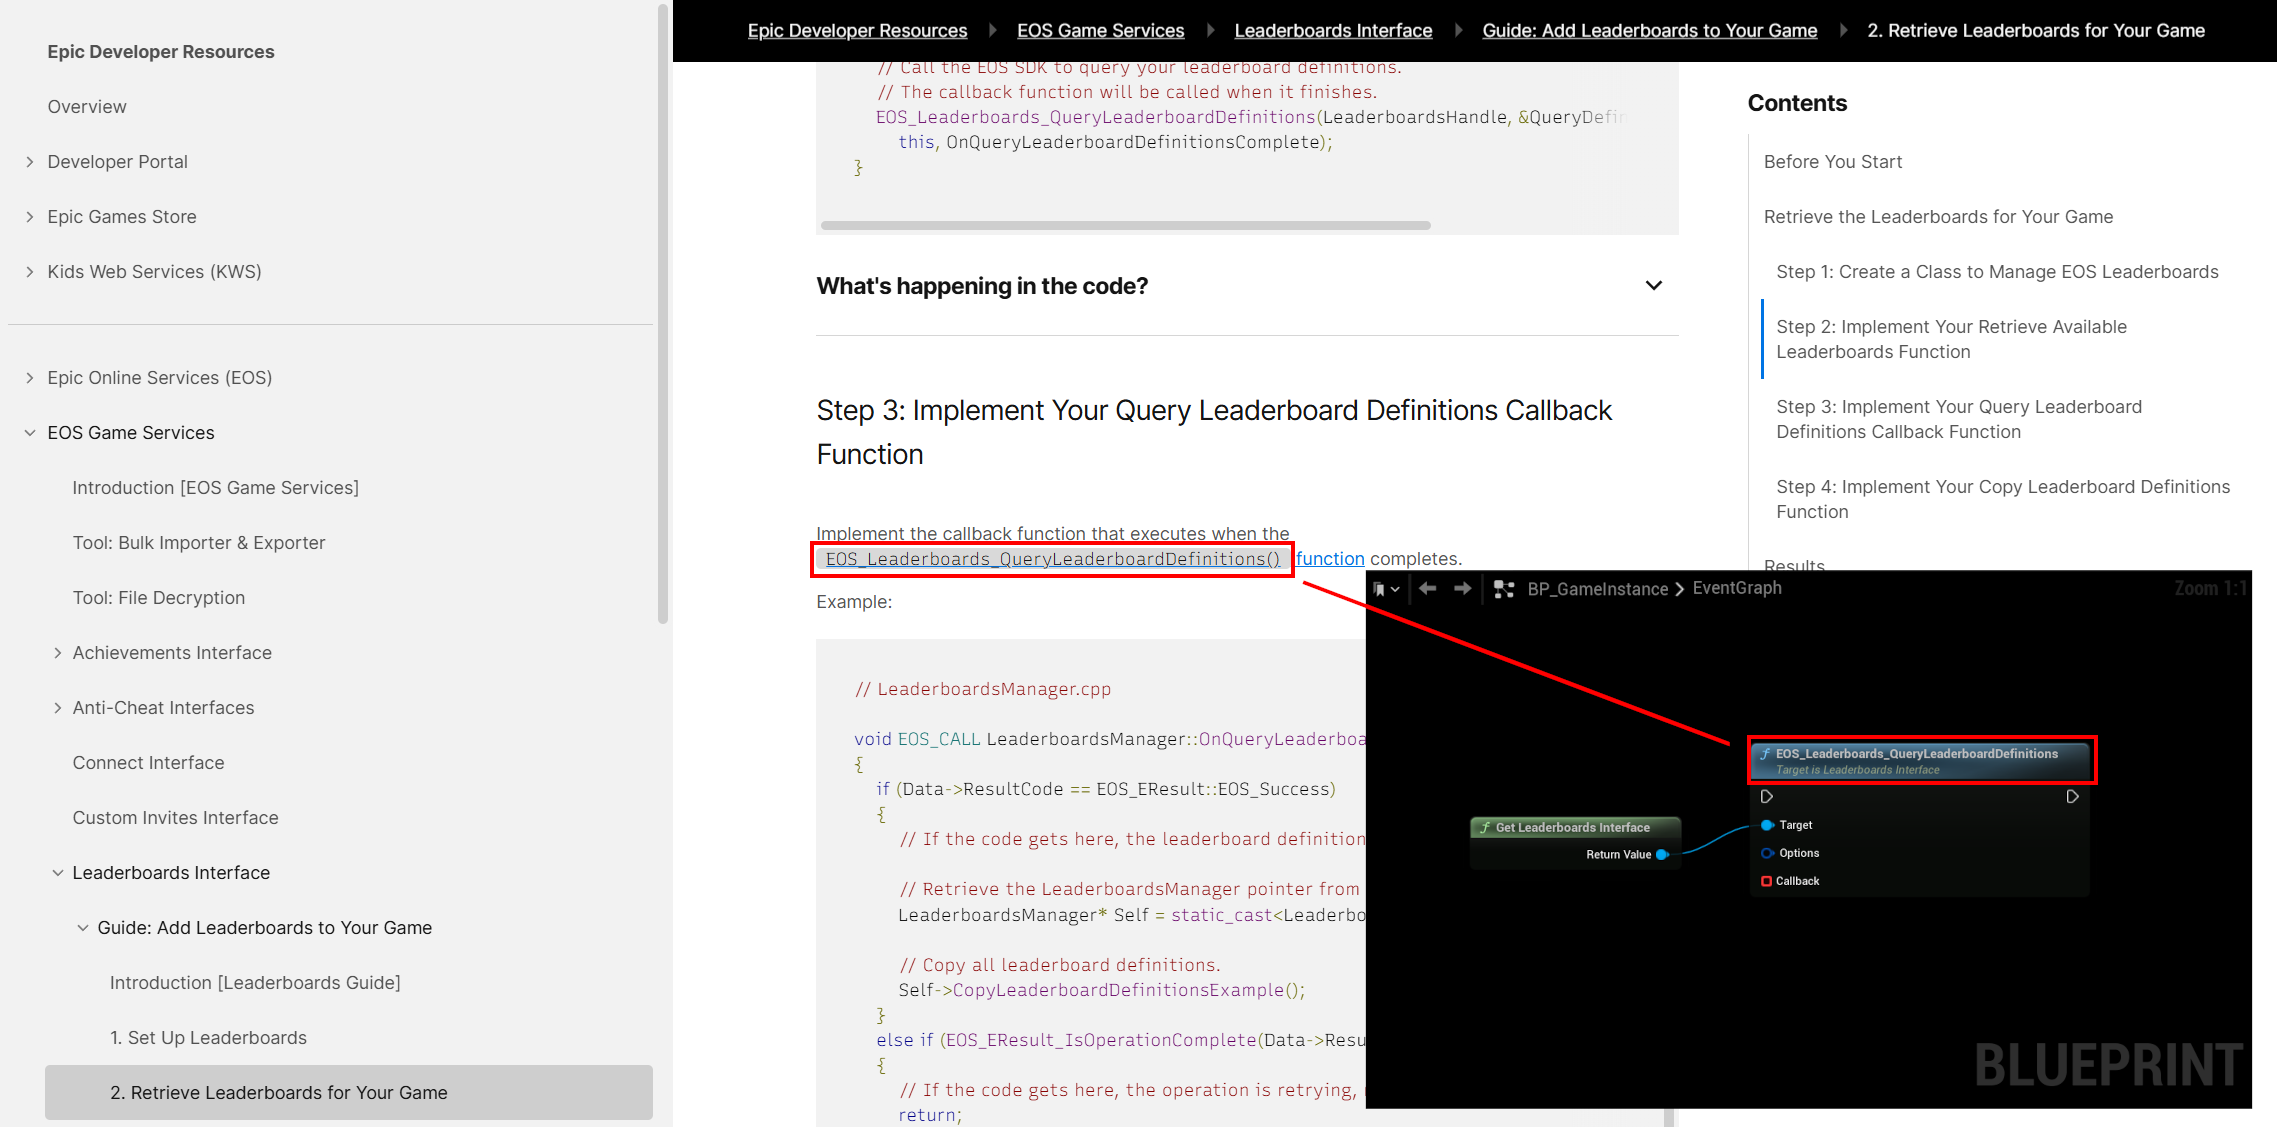 Epic Developer Resources
Overview
Developer Portal
Epic Games Store
Kids Web Services (KWS)
Epic Online Services (EOS)
EOS Game Services
Introduction [EOS Game Services]
Tool: Bulk Importer & Exporter
Tool: File Decryption
Achievements Interface
Anti-Cheat Interfaces
Connect Interface
Custom Invites Interface
Leaderboards Interface
Guide: Add Leaderboards to Your Game
Introduction [Leaderboards Guide]
1. Set Up Leaderboards
2. Retrieve Leaderboards for Your Game
Epic Developer Resources EOS Game Services Leaderboards Interface Guide: Add Leaderboards to Your Game 2. Retrieve Leaderboards for Your Game
// Call the EOS SDK to query your leaderboard definitions.
// The callback function will be called when it finishes.
EOS_Leaderboards_QueryLeaderboardDefinitions(LeaderboardsHandle, &QueryDefin
this, OnQueryLeaderboardDefinitionsComplete);
}
What's happening in the code?
Step 3: Implement Your Query Leaderboard Definitions Callback
Function
Implement the callback function that executes when the
EOS_Leaderboards_QueryLeaderboardDefinitions() function completes.
Example:
// LeaderboardsManager.cpp
void EOS_CALL LeaderboardsManager::OnQueryLeaderboa
{
if (Data->ResultCode == EOS_EResult::EOS_Success)
{
// If the code gets here, the leaderboard definition
// Retrieve the LeaderboardsManager pointer from
LeaderboardsManager* Self = static_cast<Leaderbo
// Copy all leaderboard definitions.
Self->CopyLeaderboardDefinitionsExample();
}
else if (EOS_EResult_IsOperationComplete(Data->Resu
{
// If the code gets here, the operation is retrying,
return;
Contents
Before You Start
Retrieve the Leaderboards for Your Game
Step 1: Create a Class to Manage EOS Leaderboards
Step 2: Implement Your Retrieve Available
Leaderboards Function
Step 3: Implement Your Query Leaderboard
Definitions Callback Function
Step 4: Implement Your Copy Leaderboard Definitions
Function
Results
BP_GameInstance > EventGraph
Zoom 1:1
EOS_Leaderboards_QueryLeaderboardDefinitions
Target is Leaderboards Interface
Get Leaderboards Interface
Return Value
Target
Options
Callback
BLUEPRINT